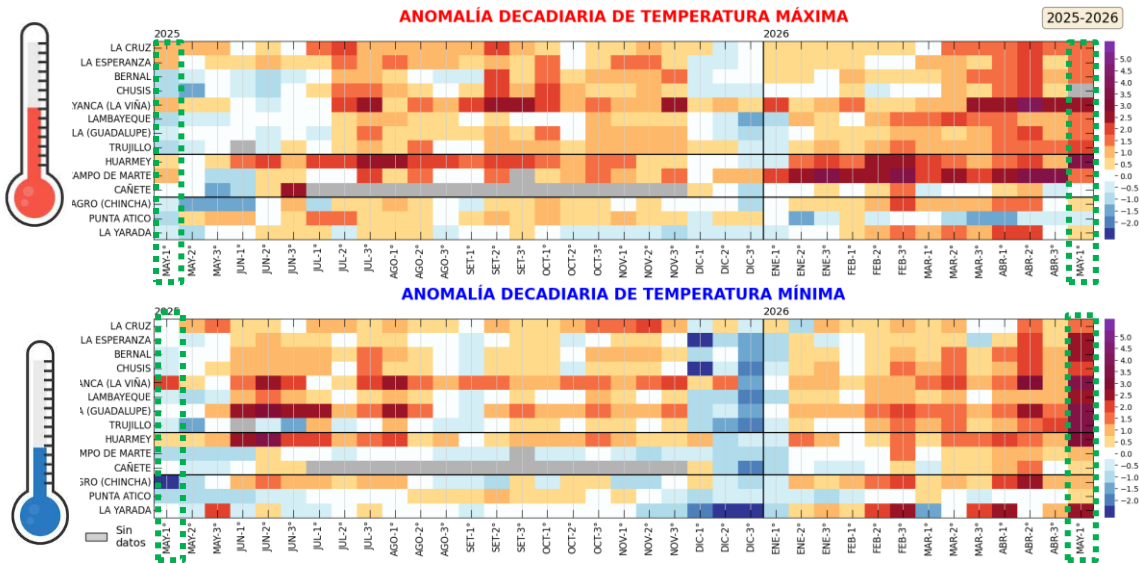 ANOMALÍA DECADIARIA DE TEMPERATURA MÁXIMA
2025-2026
2025
2026
LA CRUZ
LA ESPERANZA
BERNAL
CHUSIS
YANCA (LA VIÑA)
LAMBAYEQUE
LA (GUADALUPE)
TRUJILLO
HUARMEY
AMPO DE MARTE
CAÑETE
AGRO (CHINCHA)
PUNTA ATICO
LA YARADA
5.0
4.5
4.0
3.5
3.0
2.5
2.0
1.5
1.0
0.5
0.0
−0.5
−1.0
−1.5
−2.0
MAY-1° MAY-2° MAY-3° JUN-1° JUN-2° JUN-3° JUL-1° JUL-2° JUL-3° AGO-1° AGO-2° AGO-3° SET-1° SET-2° SET-3° OCT-1° OCT-2° OCT-3° NOV-1° NOV-2° NOV-3° DIC-1° DIC-2° DIC-3° ENE-1° ENE-2° ENE-3° FEB-1° FEB-2° FEB-3° MAR-1° MAR-2° MAR-3° ABR-1° ABR-2° ABR-3° MAY-1°
ANOMALÍA DECADIARIA DE TEMPERATURA MÍNIMA
2025
2026
LA CRUZ
LA ESPERANZA
BERNAL
CHUSIS
ANCA (LA VIÑA)
LAMBAYEQUE
(GUADALUPE)
TRUJILLO
HUARMEY
MPO DE MARTE
CAÑETE
GRO (CHINCHA)
PUNTA ATICO
LA YARADA
5.0
4.5
4.0
3.5
3.0
2.5
2.0
1.5
1.0
0.5
0.0
−0.5
−1.0
−1.5
−2.0
Sin
datos
MAY-1° MAY-2° MAY-3° JUN-1° JUN-2° JUN-3° JUL-1° JUL-2° JUL-3° AGO-1° AGO-2° AGO-3° SET-1° SET-2° SET-3° OCT-1° OCT-2° OCT-3° NOV-1° NOV-2° NOV-3° DIC-1° DIC-2° DIC-3° ENE-1° ENE-2° ENE-3° FEB-1° FEB-2° FEB-3° MAR-1° MAR-2° MAR-3° ABR-1° ABR-2° ABR-3° MAY-1°